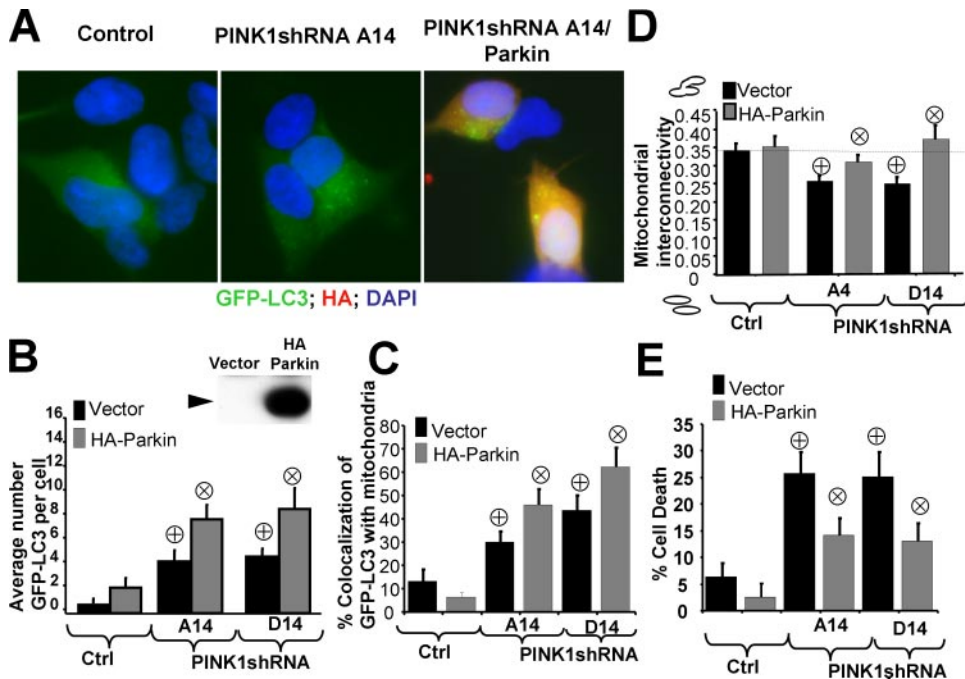 A
Control
PINK1shRNA A14
PINK1shRNA A14/
Parkin
GFP-LC3; HA; DAPI
B
Vector
HA
Parkin
Vector
HA-Parkin
Average number
GFP-LC3 per cell
16
14
12
10
8
6
4
2
0
A14
D14
Ctrl
PINK1shRNA
C
Vector
HA-Parkin
% Colocalization of
GFP-LC3 with mitochondria
80
70
60
50
40
30
20
10
0
A14
D14
Ctrl
PINK1shRNA
D
Vector
HA-Parkin
Mitochondrial
interconnectivity
0.45
0.40
0.35
0.30
0.25
0.20
0.15
0.10
0.05
0
A4
D14
Ctrl
PINK1shRNA
E
Vector
HA-Parkin
% Cell Death
35
30
25
20
15
10
5
0
A14
D14
Ctrl
PINK1shRNA